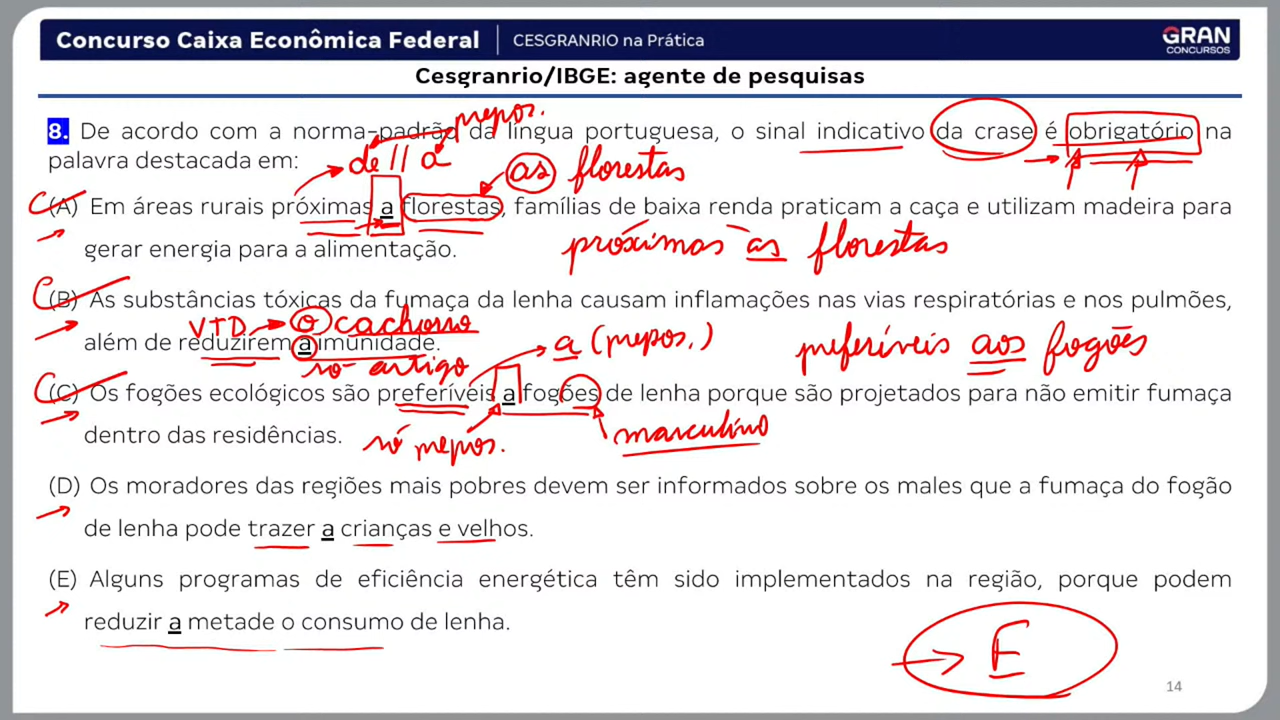 Concurso Caixa Econômica Federal | CESGRANRIO na Prática
GRAN
CONCURSOS
Cesgranrio/IBGE: agente de pesquisas
prepos.
8. De acordo com a norma-padrão da língua portuguesa, o sinal indicativo da crase é obrigatório na
palavra destacada em:
de // a
as florestas
C (A) Em áreas rurais próximas a florestas, famílias de baixa renda praticam a caça e utilizam madeira para
gerar energia para a alimentação.
próximas às florestas
C (B) As substâncias tóxicas da fumaça da lenha causam inflamações nas vias respiratórias e nos pulmões,
VTD o cachorro
além de reduzirem a imunidade.
só artigo
a (prepos.)
preferíveis aos fogões
C (C) Os fogões ecológicos são preferíveis a fogões de lenha porque são projetados para não emitir fumaça
dentro das residências.
só prepos.
masculino
(D) Os moradores das regiões mais pobres devem ser informados sobre os males que a fumaça do fogão
de lenha pode trazer a crianças e velhos.
(E) Alguns programas de eficiência energética têm sido implementados na região, porque podem
reduzir a metade o consumo de lenha.
E
14